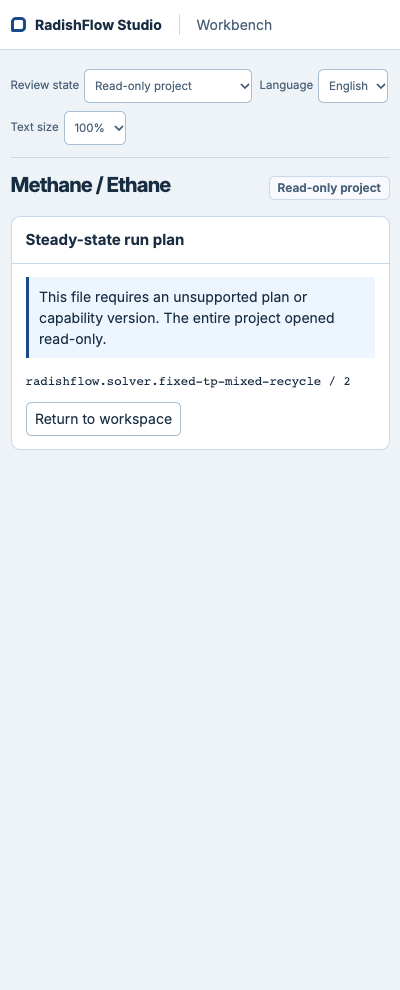 RadishFlow Studio Workbench
Review state Read-only project Language English
Text size 100%
Methane / Ethane Read-only project
Steady-state run plan
This file requires an unsupported plan or
capability version. The entire project opened
read-only.
radishflow.solver.fixed-tp-mixed-recycle / 2
Return to workspace